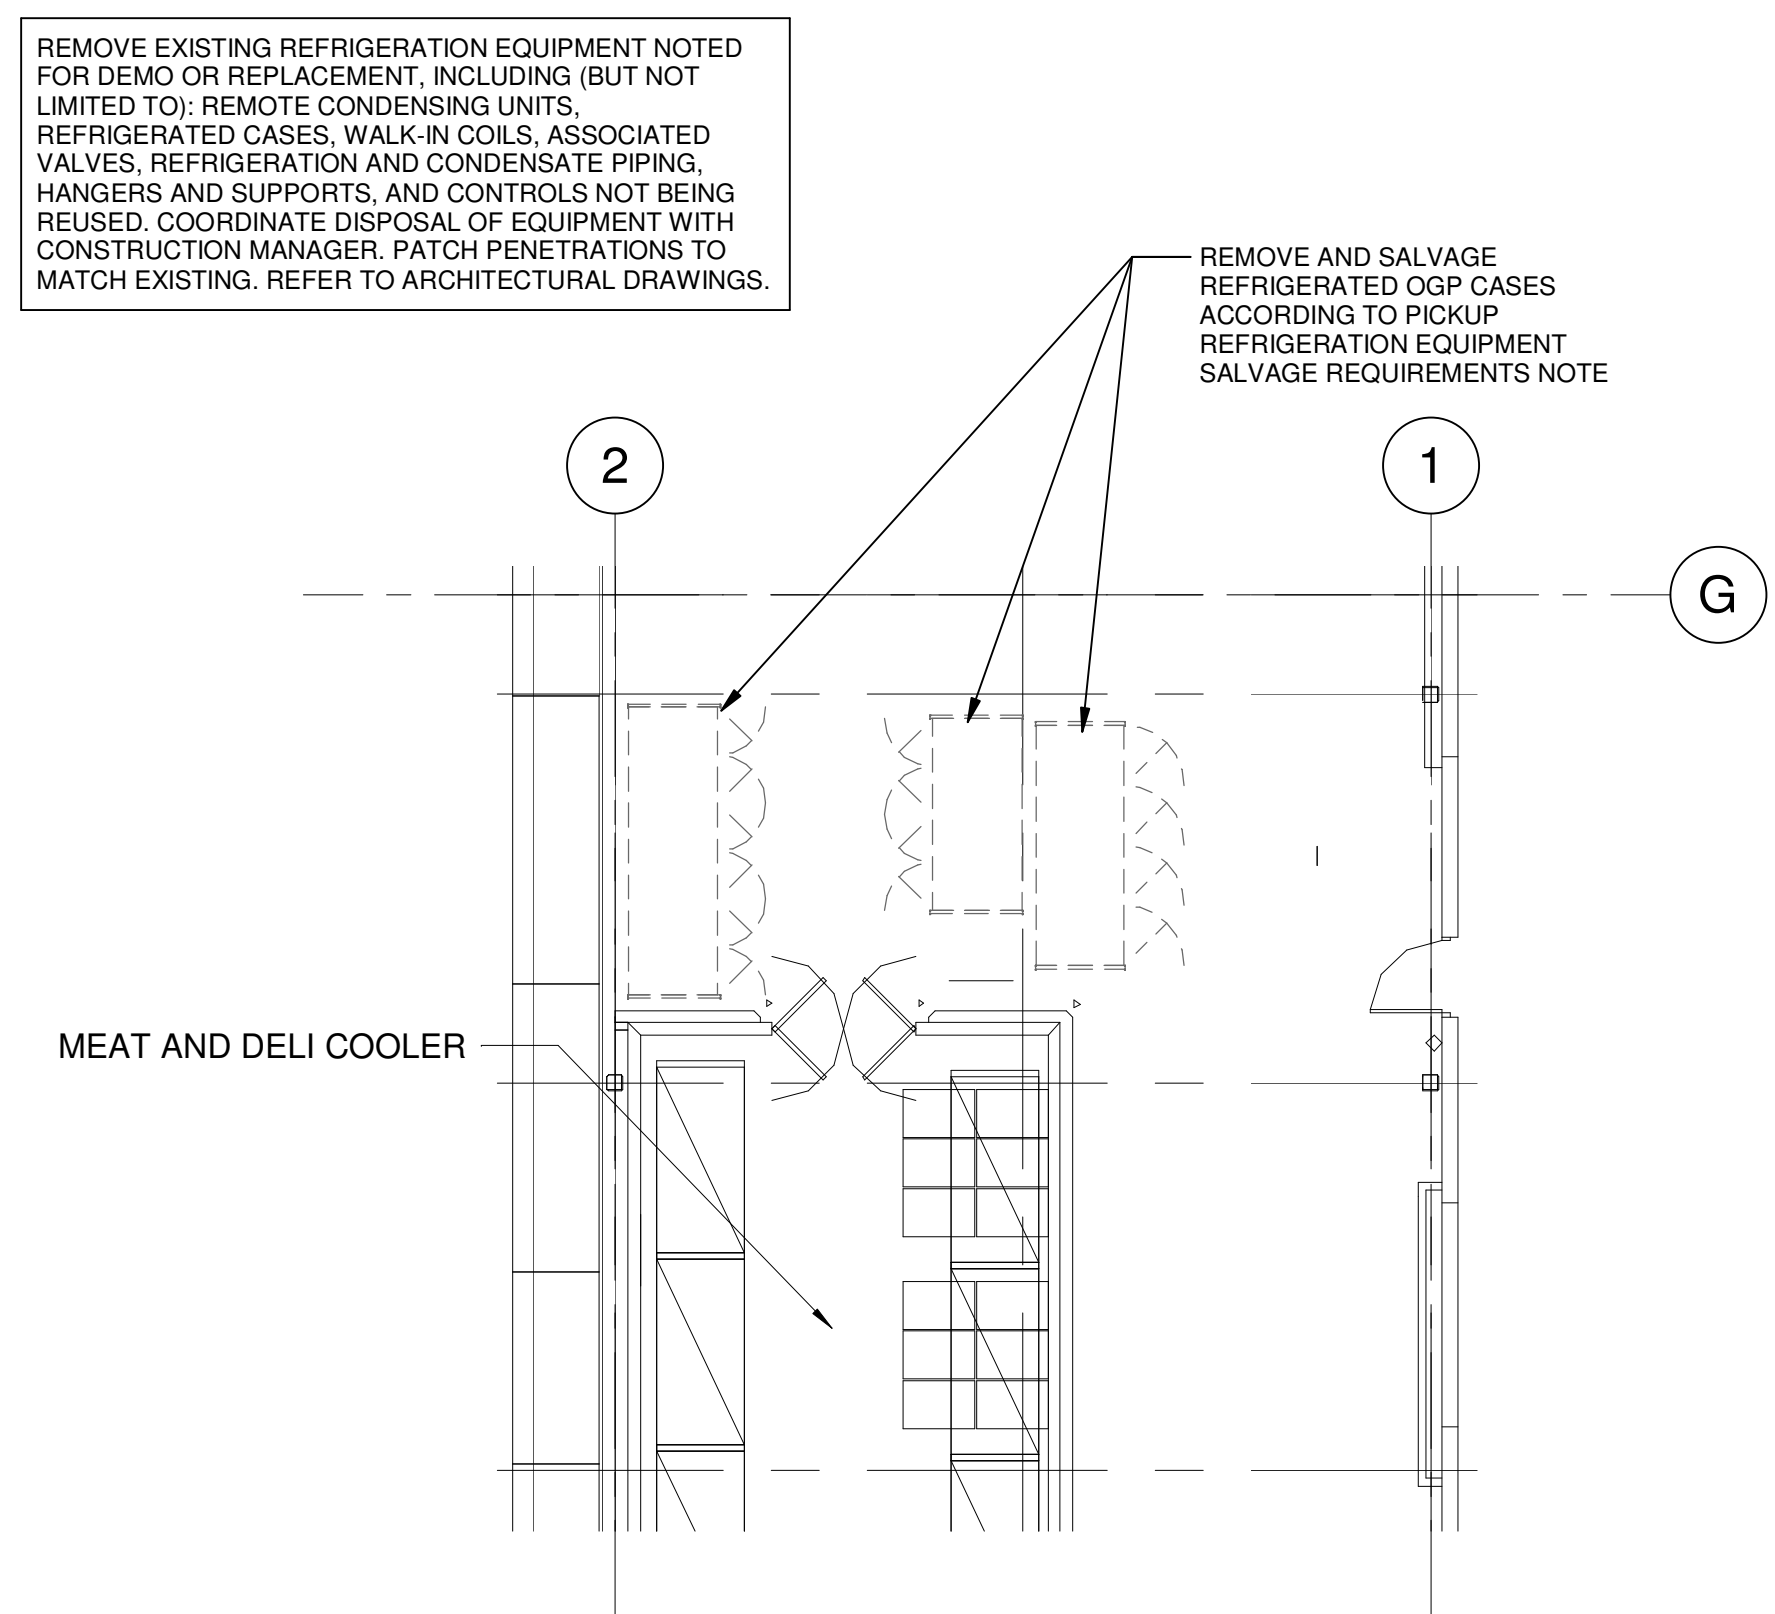 REMOVE EXISTING REFRIGERATION EQUIPMENT NOTED
FOR DEMO OR REPLACEMENT, INCLUDING (BUT NOT
LIMITED TO): REMOTE CONDENSING UNITS,
REFRIGERATED CASES, WALK-IN COILS, ASSOCIATED
VALVES, REFRIGERATION AND CONDENSATE PIPING,
HANGERS AND SUPPORTS, AND CONTROLS NOT BEING
REUSED. COORDINATE DISPOSAL OF EQUIPMENT WITH
CONSTRUCTION MANAGER. PATCH PENETRATIONS TO
MATCH EXISTING. REFER TO ARCHITECTURAL DRAWINGS.
REMOVE AND SALVAGE
REFRIGERATED OGP CASES
ACCORDING TO PICKUP
REFRIGERATION EQUIPMENT
SALVAGE REQUIREMENTS NOTE
2
1
G
MEAT AND DELI COOLER